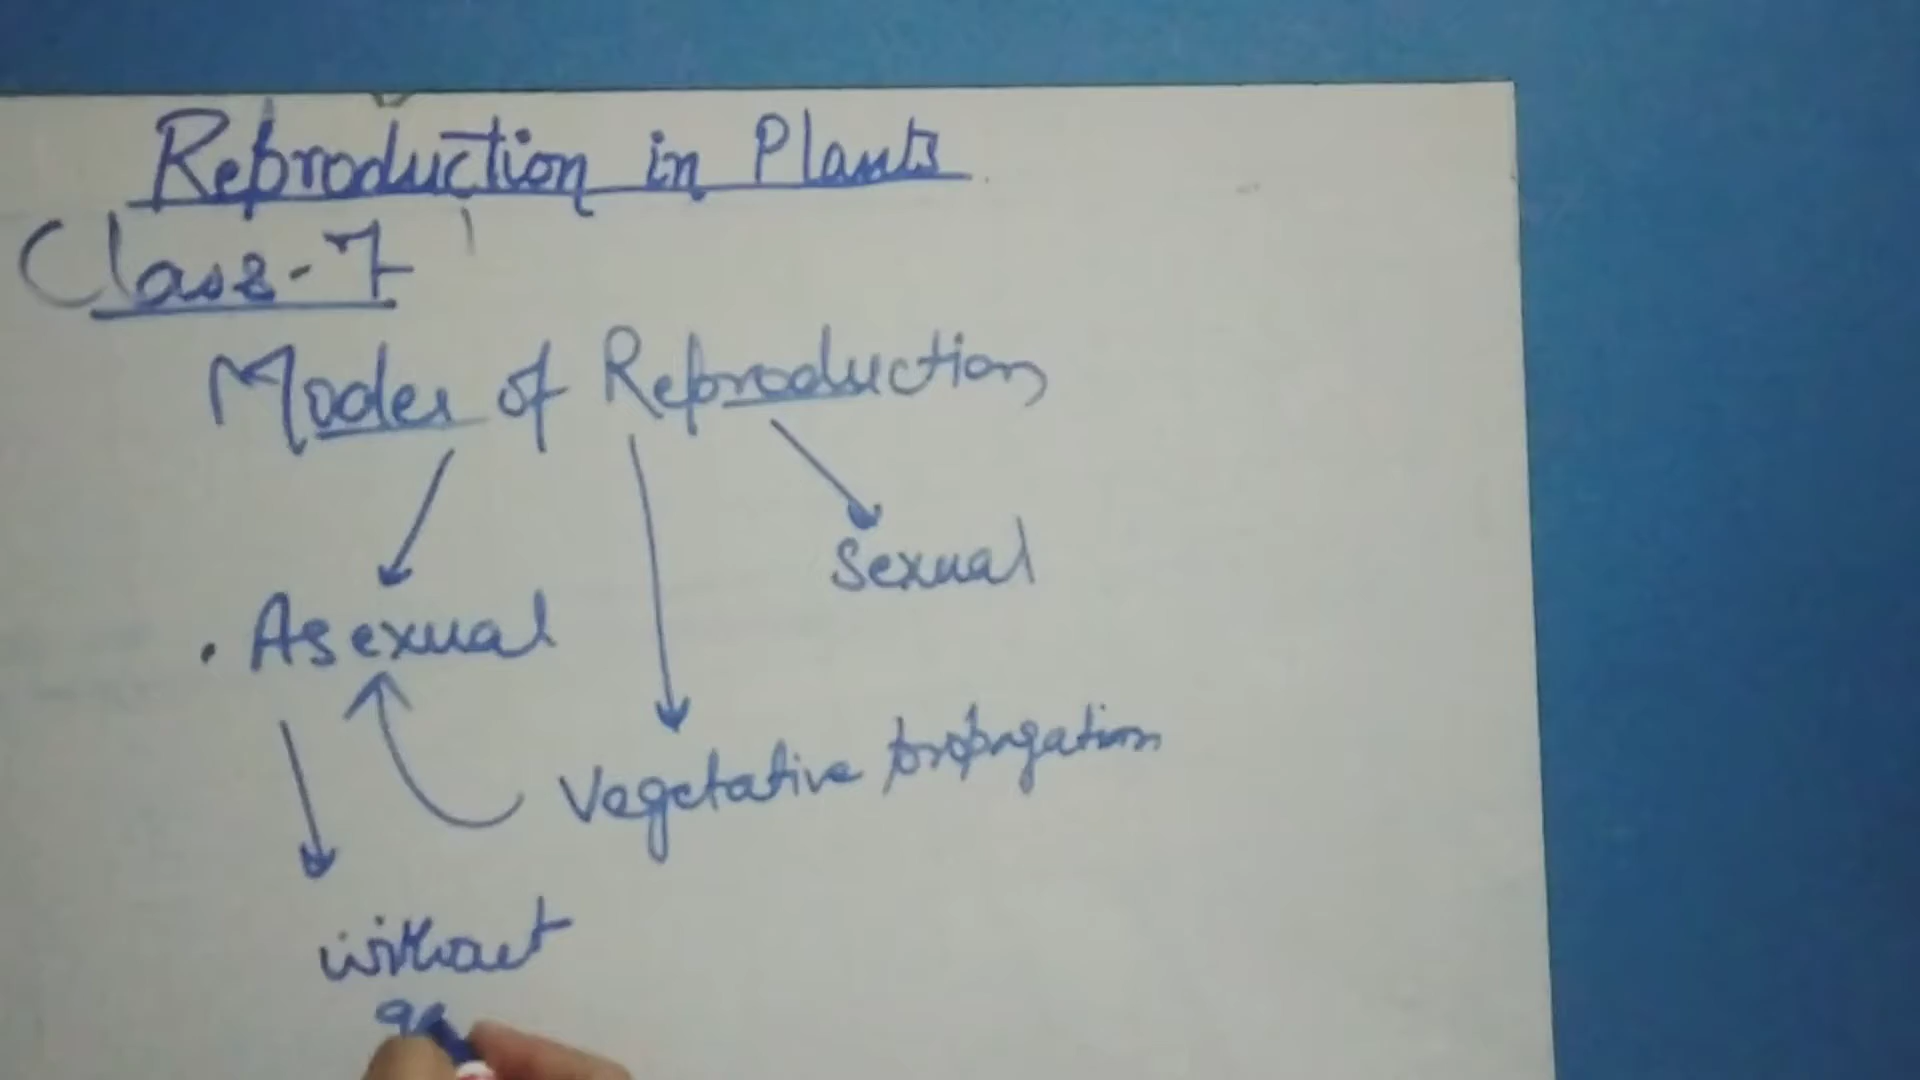 Reproduction in Plants
Class-7
Modes of Reproduction
Sexual
. Asexual
Vegetative propagation
without